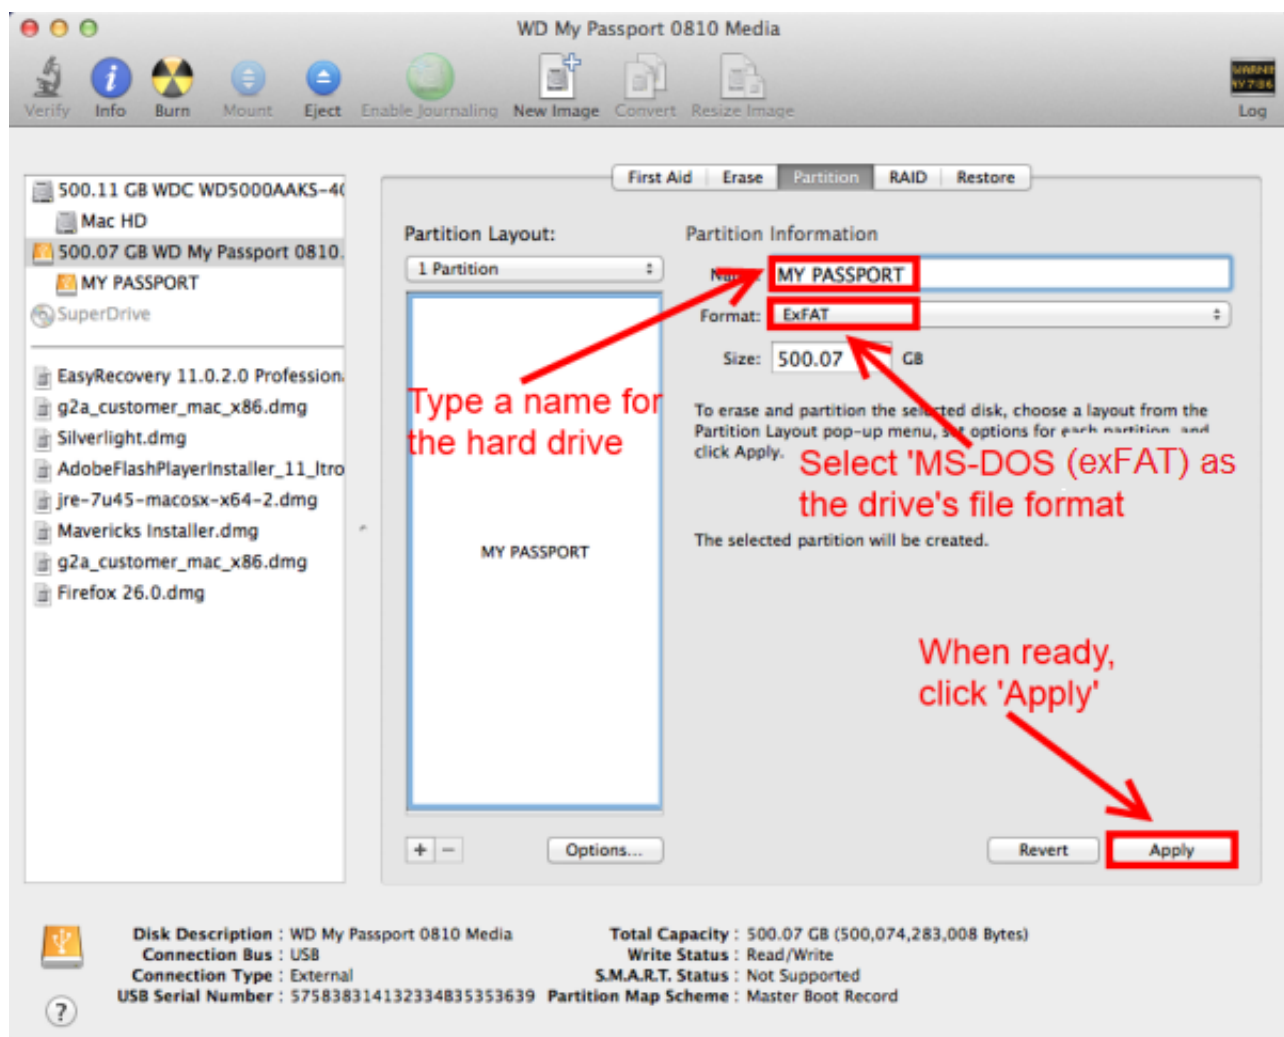 WD My Passport 0810 Media
Verify Info Burn Mount Eject Enable Journaling New Image Convert Resize Image Log
500.11 GB WDC WD5000AAKS-40
Mac HD
500.07 GB WD My Passport 0810.
MY PASSPORT
SuperDrive
EasyRecovery 11.0.2.0 Profession
g2a_customer_mac_x86.dmg
Silverlight.dmg
AdobeFlashPlayerInstaller_11_ltro
jre-7u45-macosx-x64-2.dmg
Mavericks Installer.dmg
g2a_customer_mac_x86.dmg
Firefox 26.0.dmg
First Aid Erase Partition RAID Restore
Partition Layout:
1 Partition
MY PASSPORT
+ − Options...
Partition Information
MY PASSPORT
Format: ExFAT
Size: 500.07 GB
To erase and partition the selected disk, choose a layout from the
Partition Layout pop-up menu, set options for each partition, and
click Apply.
The selected partition will be created.
Type a name for
the hard drive
Select 'MS-DOS (exFAT) as
the drive's file format
When ready,
click 'Apply'
Revert Apply
Disk Description : WD My Passport 0810 Media
Connection Bus : USB
Connection Type : External
USB Serial Number : 575838314132334835353639
Total Capacity : 500.07 GB (500,074,283,008 Bytes)
Write Status : Read/Write
S.M.A.R.T. Status : Not Supported
Partition Map Scheme : Master Boot Record
?